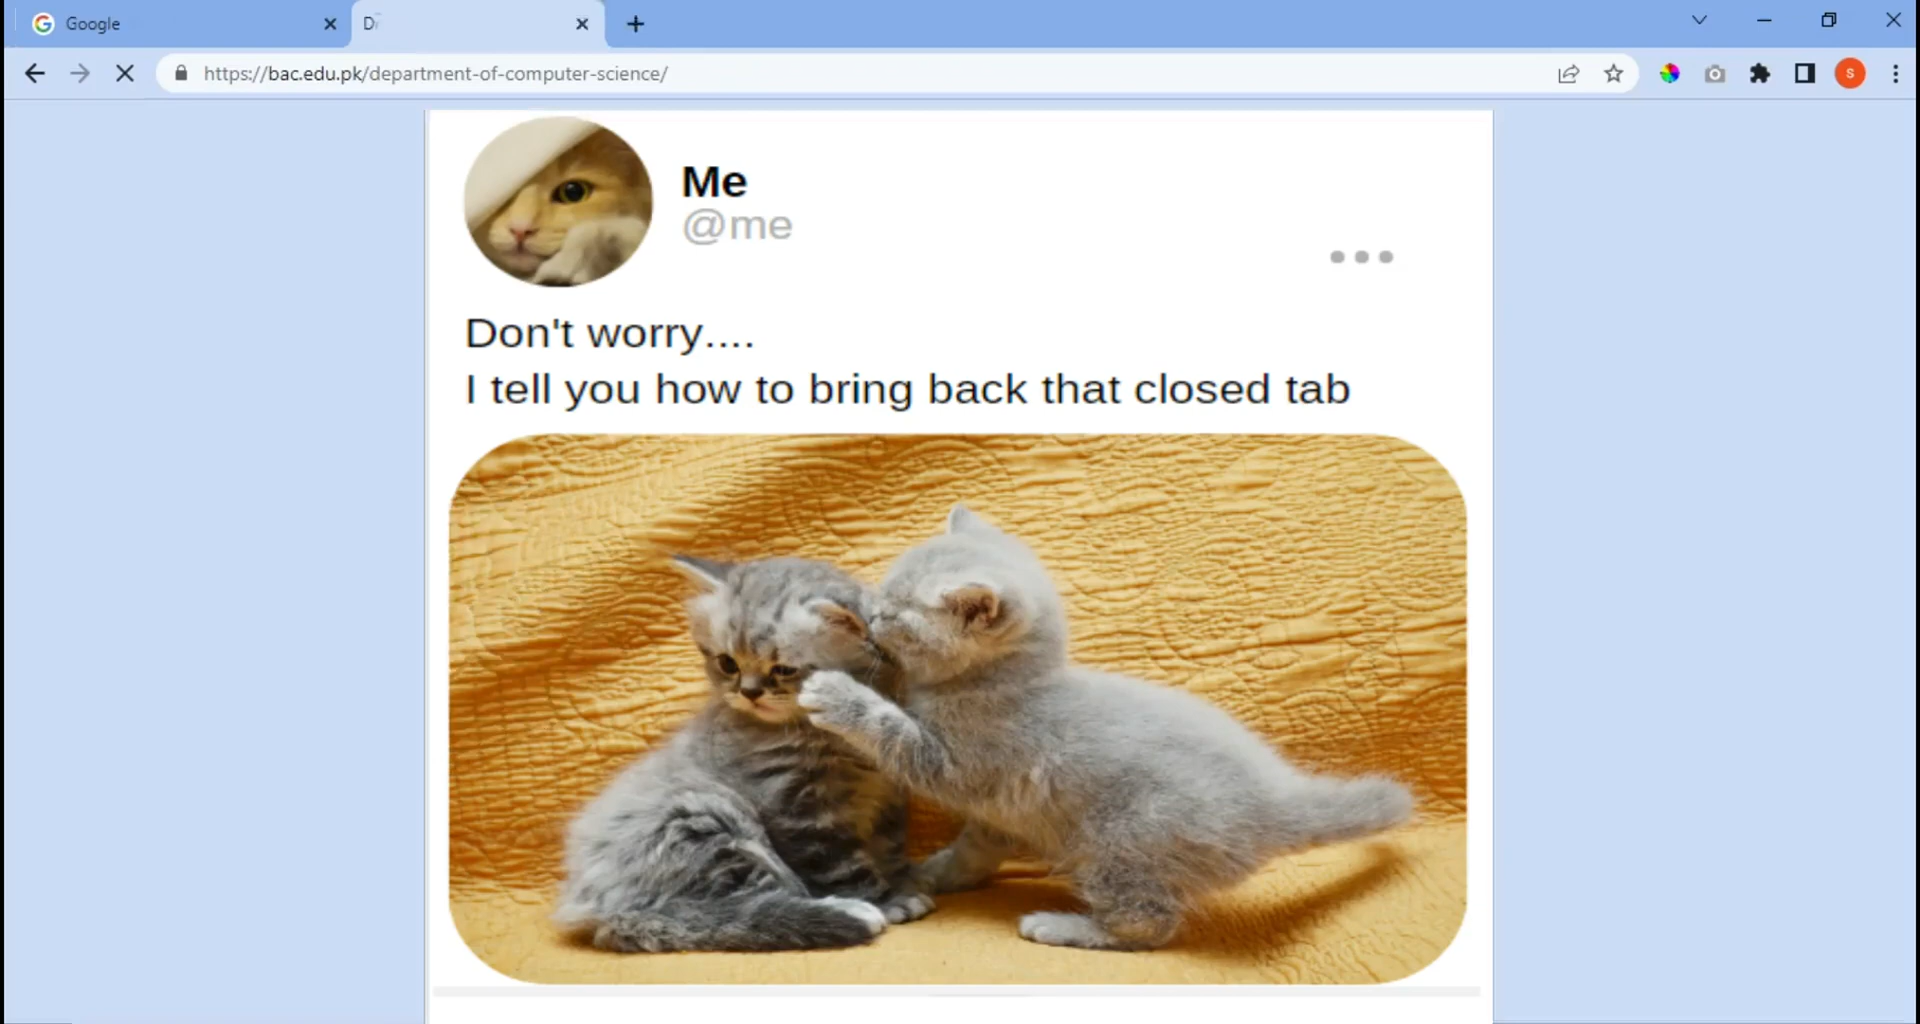 Google
D
https://bac.edu.pk/department-of-computer-science/
S
Me
@me
Don't worry....
I tell you how to bring back that closed tab